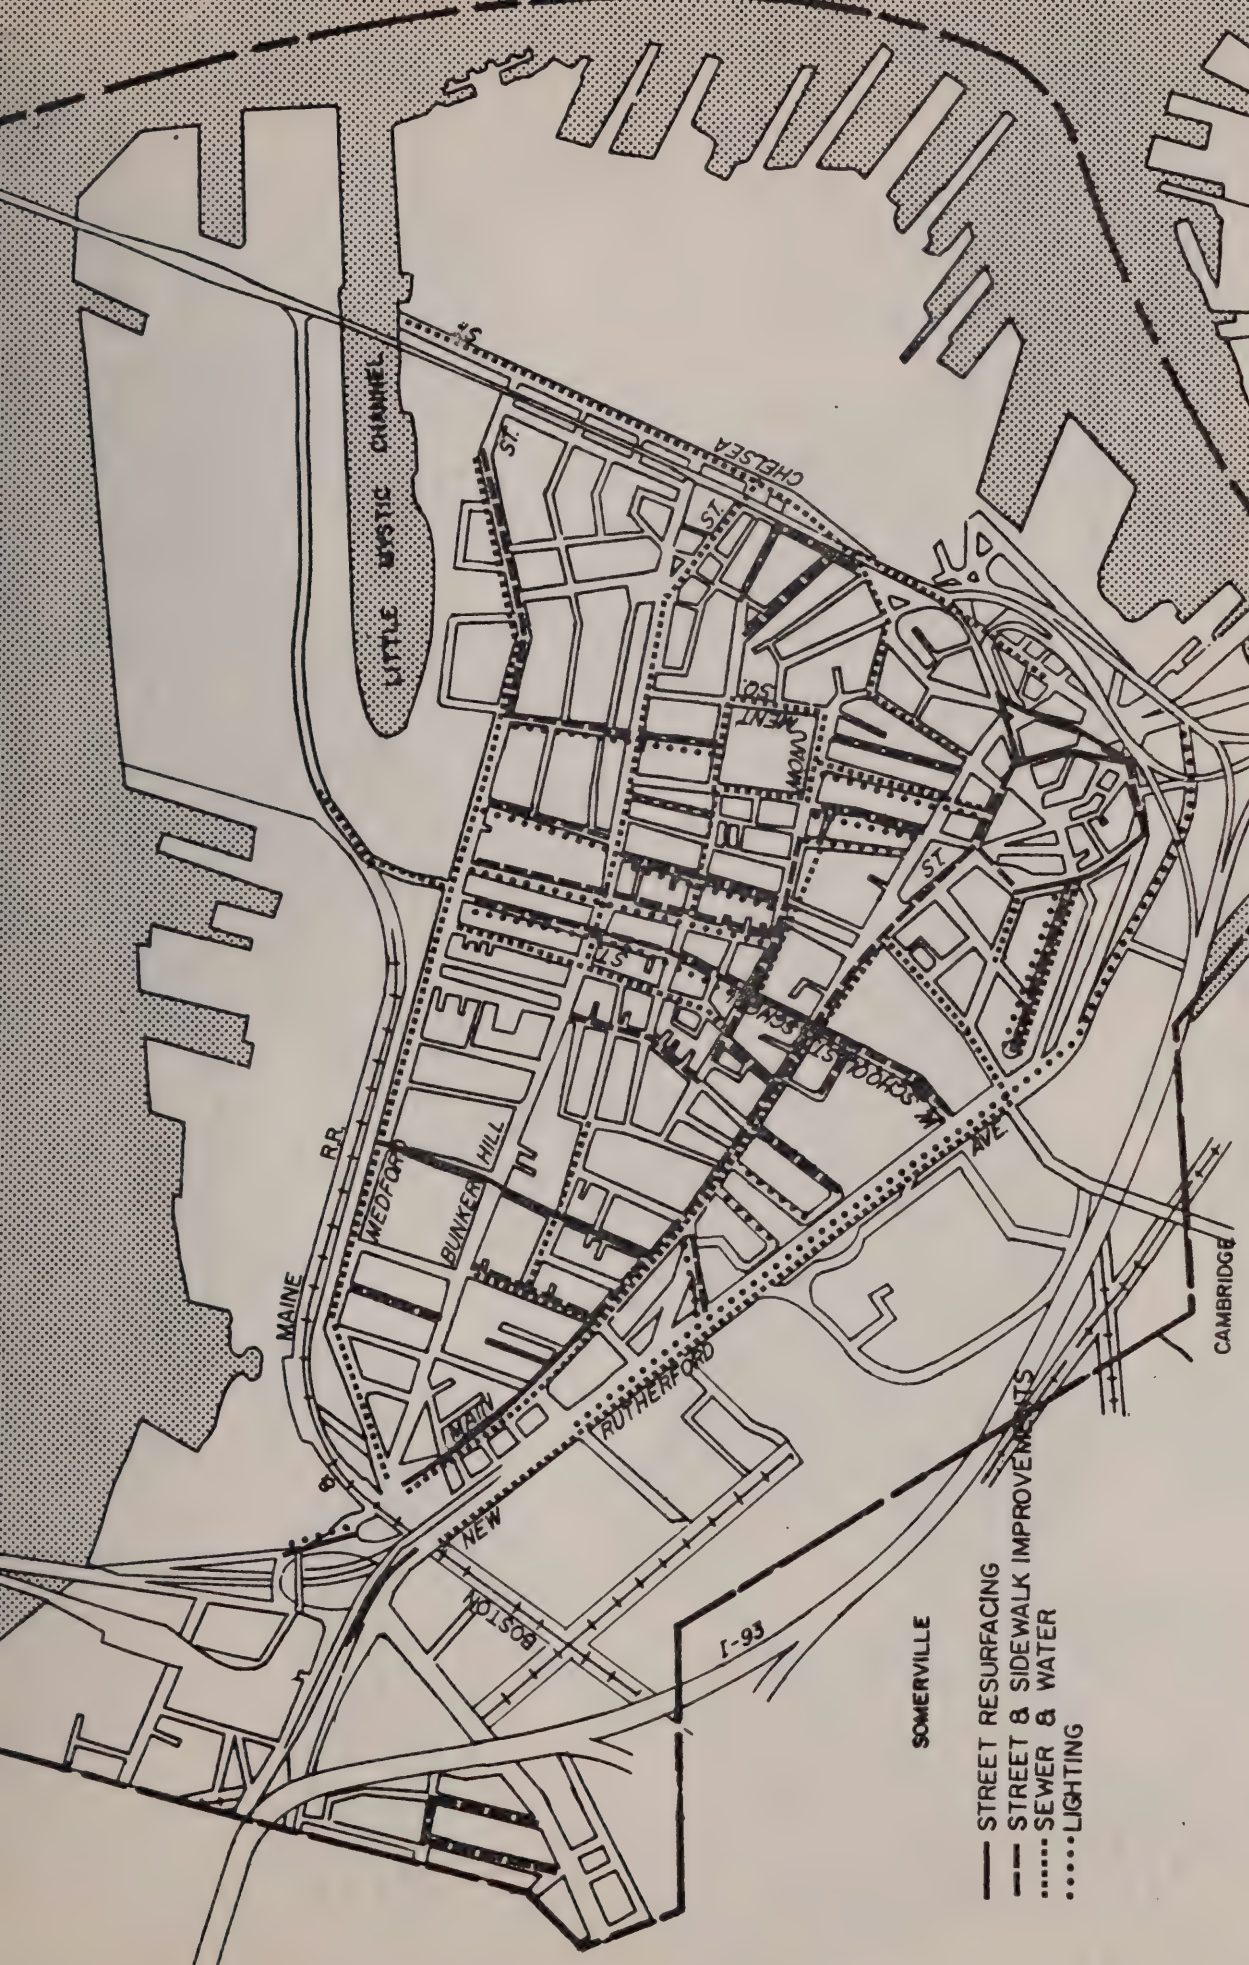 LITTLE MYSTIC CHANNEL
ST.
ST.
CHELSEA
ST.
MONUMENT SQ.
ST.
ST.
SCHOOL ST.
W SCHOOL
R.R.
MEDFORD
BUNKER HILL
AVE.
MAINE
MAIN
RUTHERFORD
B
&
NEW
BOSTON
I-93
CAMBRIDGE
SOMERVILLE
STREET RESURFACING
STREET & SIDEWALK IMPROVEMENTS
SEWER & WATER
LIGHTING